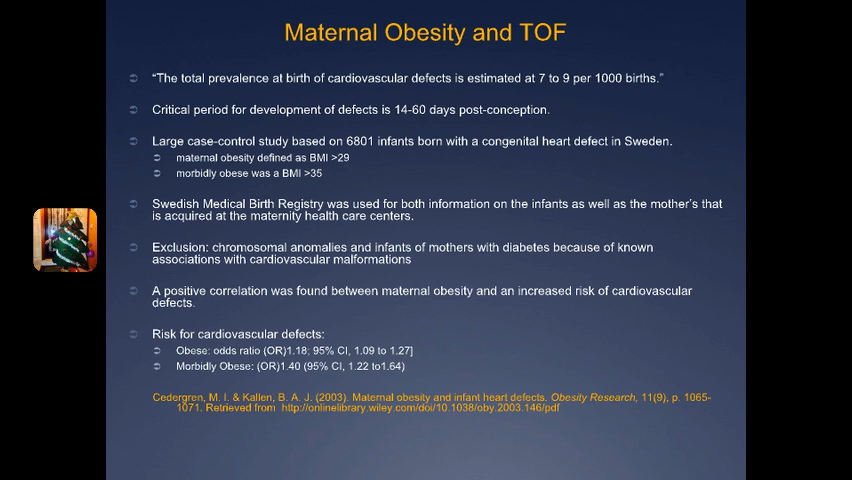 Maternal Obesity and TOF
“The total prevalence at birth of cardiovascular defects is estimated at 7 to 9 per 1000 births.”
Critical period for development of defects is 14-60 days post-conception.
Large case-control study based on 6801 infants born with a congenital heart defect in Sweden.
maternal obesity defined as BMI >29
morbidly obese was a BMI >35
Swedish Medical Birth Registry was used for both information on the infants as well as the mother’s that
is acquired at the maternity health care centers.
Exclusion: chromosomal anomalies and infants of mothers with diabetes because of known
associations with cardiovascular malformations
A positive correlation was found between maternal obesity and an increased risk of cardiovascular
defects.
Risk for cardiovascular defects:
Obese: odds ratio (OR)1.18; 95% CI, 1.09 to 1.27]
Morbidly Obese: (OR)1.40 (95% CI, 1.22 to1.64)
Cedergren, M. I. & Kallen, B. A. J. (2003). Maternal obesity and infant heart defects. Obesity Research, 11(9), p. 1065-
1071. Retrieved from http://onlinelibrary.wiley.com/doi/10.1038/oby.2003.146/pdf